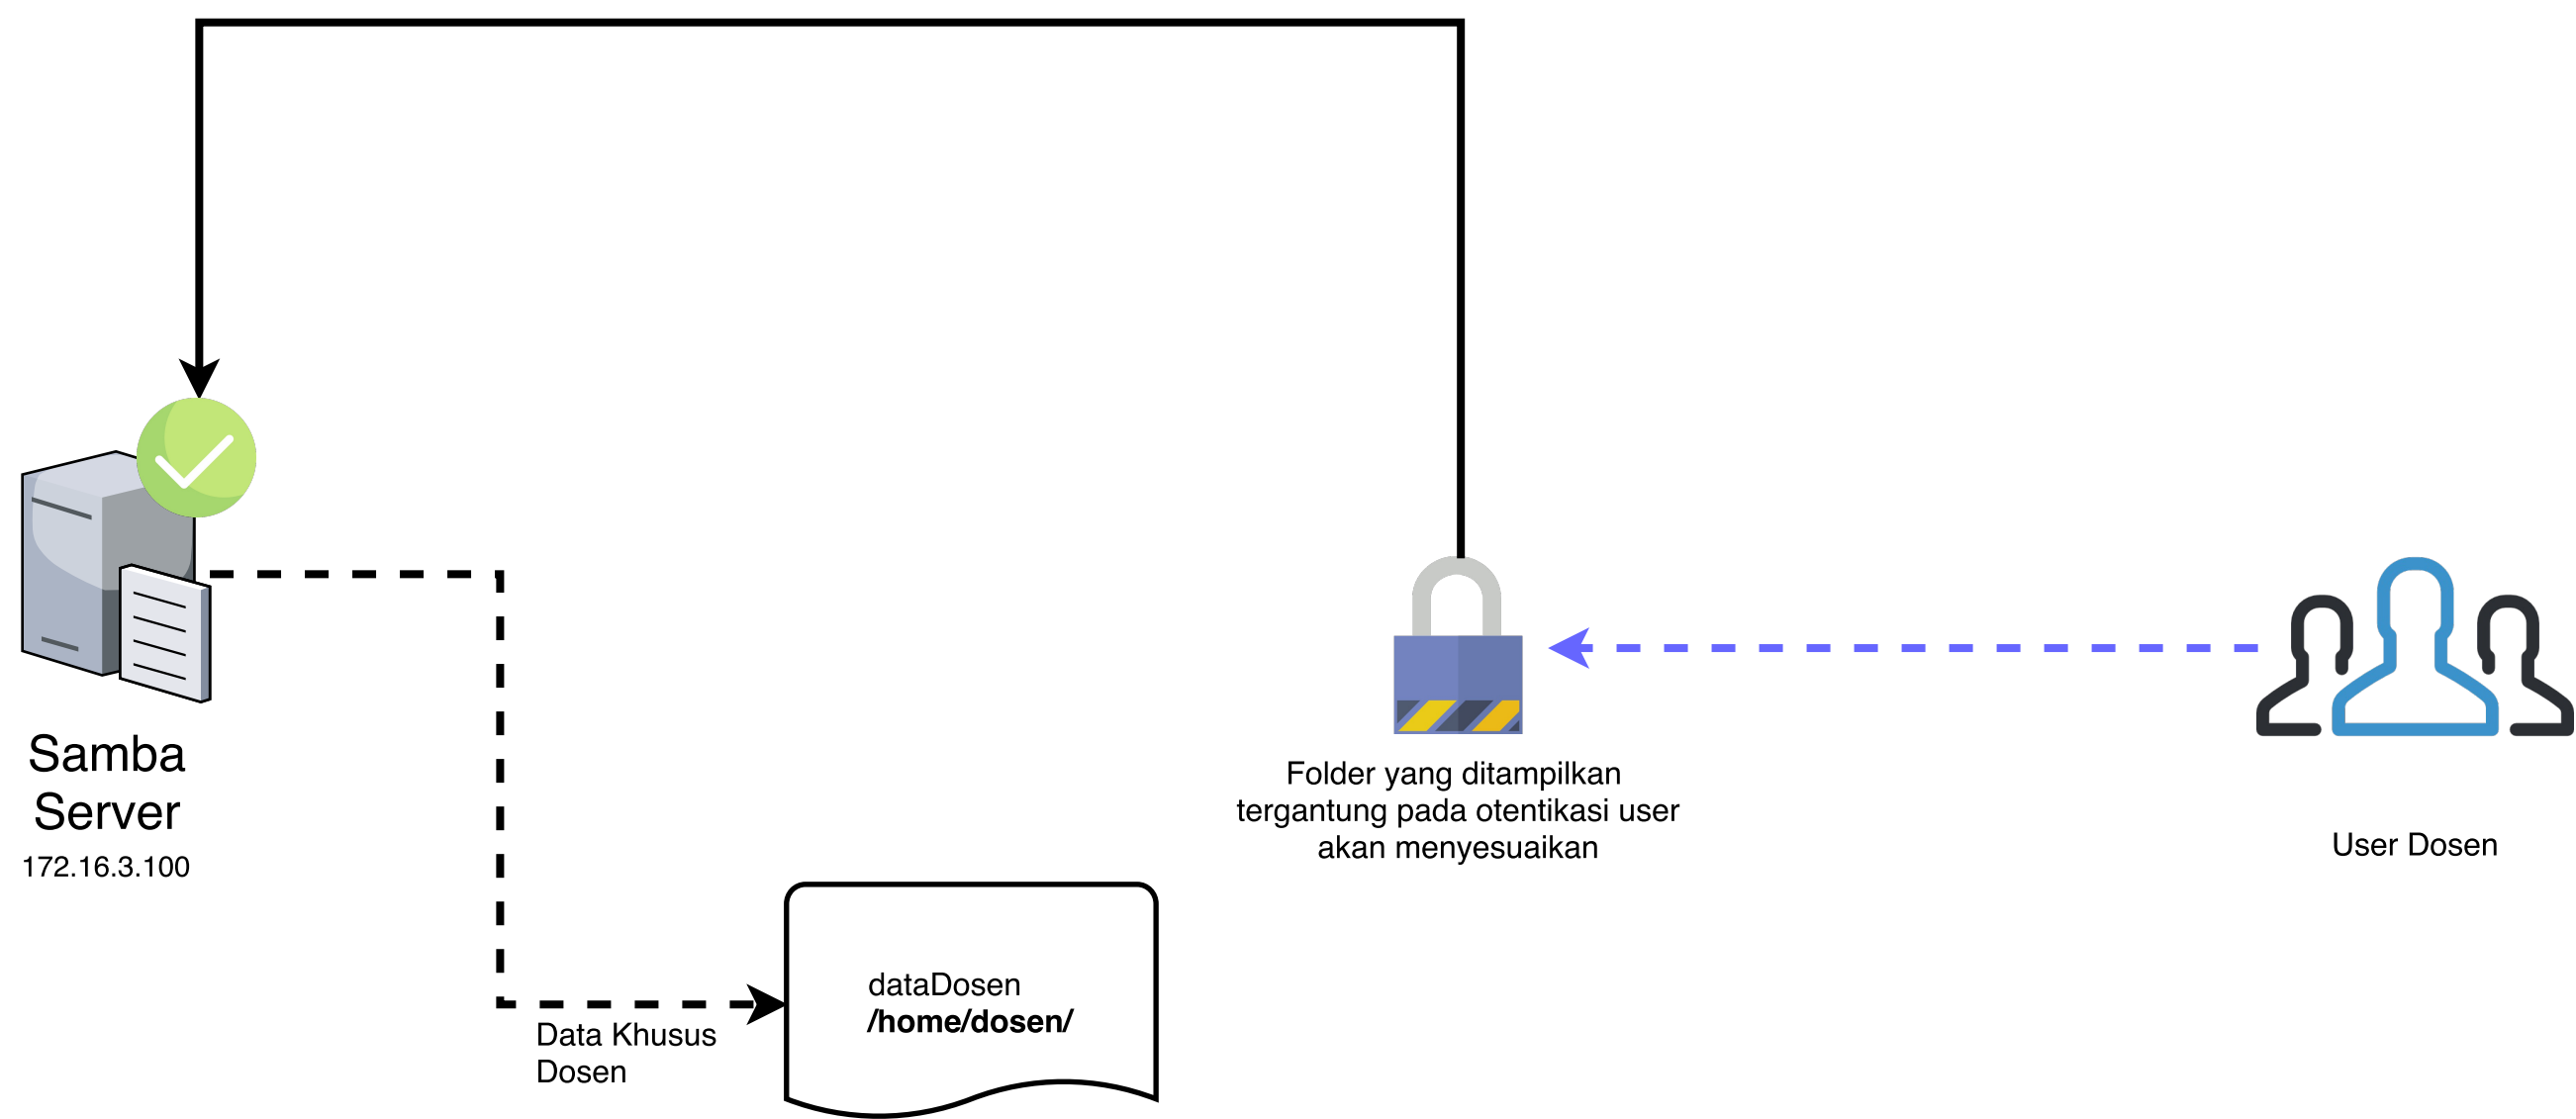 Samba
Server
172.16.3.100
Data Khusus
Dosen
dataDosen
/home/dosen/
Folder yang ditampilkan
tergantung pada otentikasi user
akan menyesuaikan
User Dosen